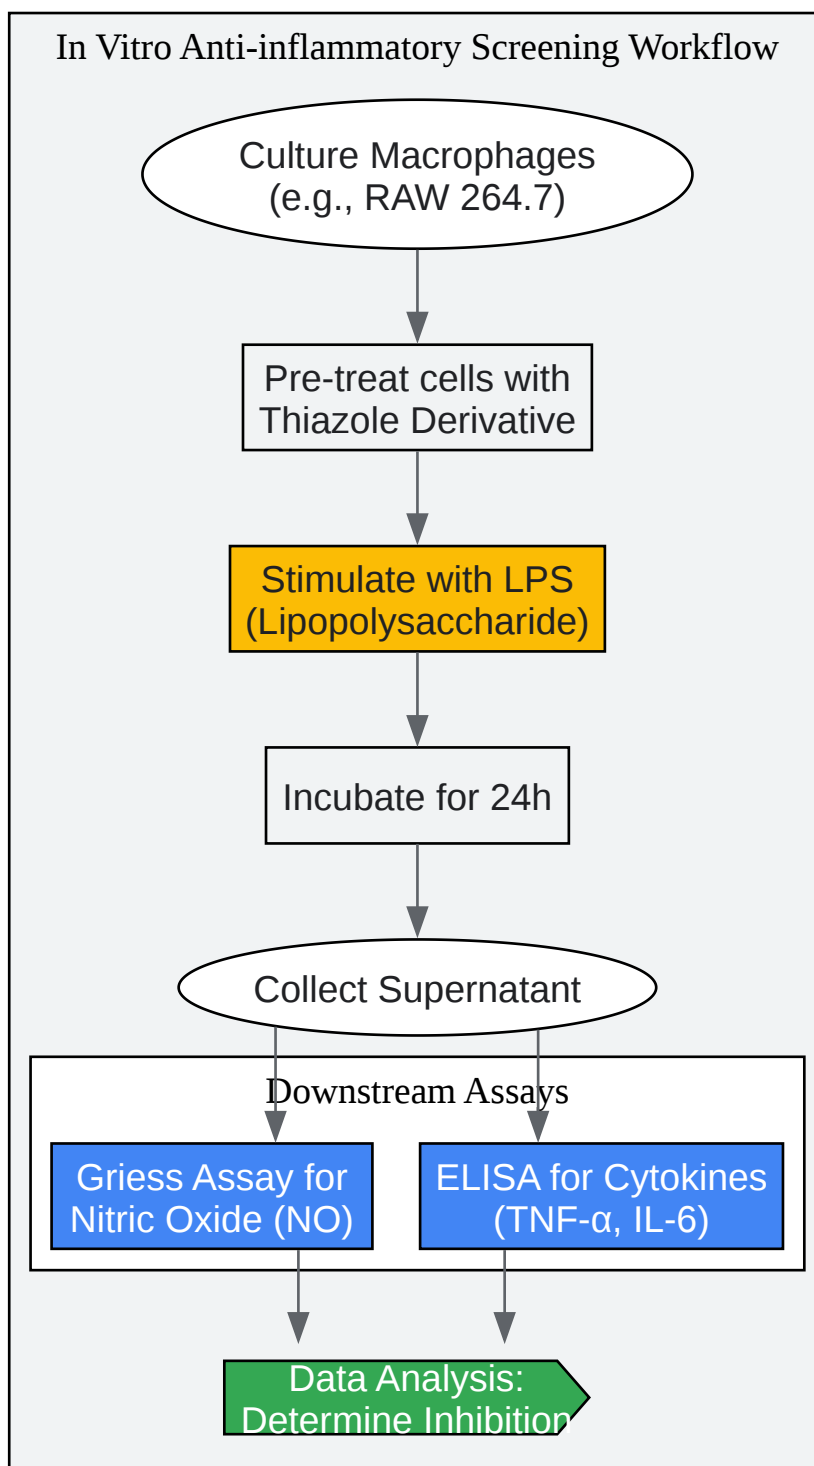 In Vitro Anti-inflammatory Screening Workflow
Culture Macrophages
(e.g., RAW 264.7)
Pre-treat cells with
Thiazole Derivative
Stimulate with LPS
(Lipopolysaccharide)
Incubate for 24h
Collect Supernatant
Downstream Assays
Griess Assay for
Nitric Oxide (NO)
ELISA for Cytokines
(TNF-α, IL-6)
Data Analysis:
Determine Inhibition